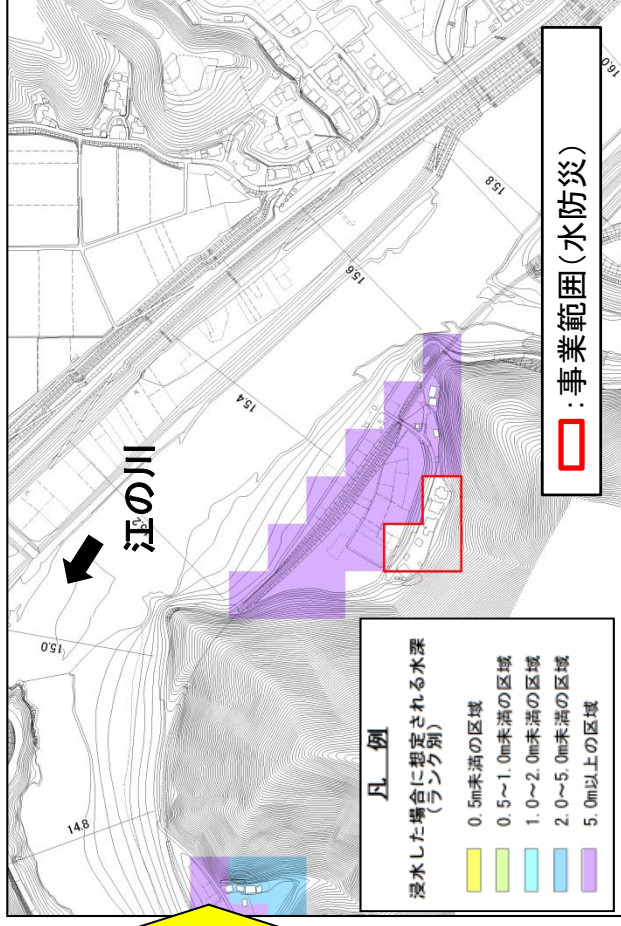 江の川
16.0
15.8
15.6
15.4
15.0
14.8
:事業範囲(水防災)
凡 例
浸水した場合に想定される水深
(ランク別)
0.5m未満の区域
0.5～1.0m未満の区域
1.0～2.0m未満の区域
2.0～5.0m未満の区域
5.0m以上の区域